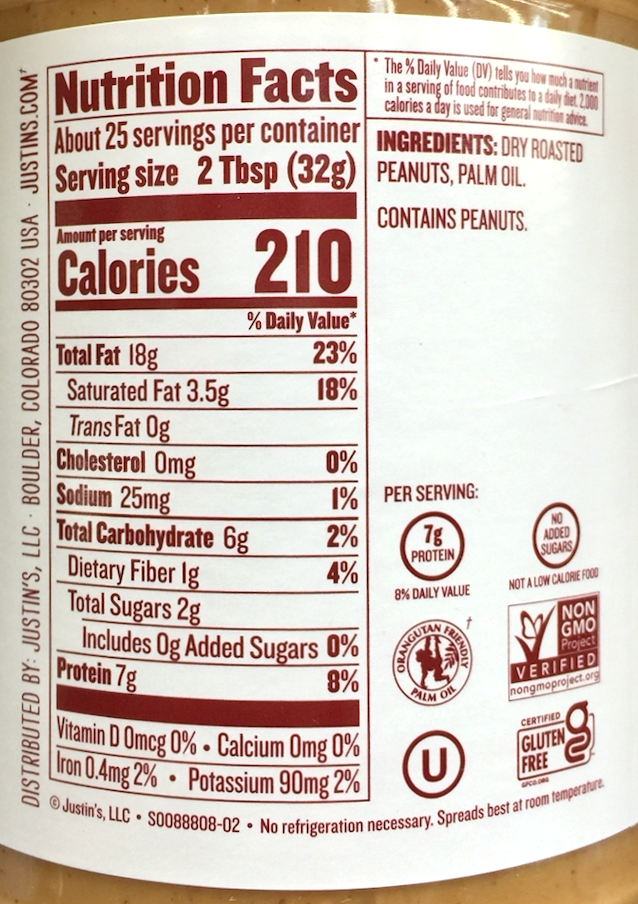 Nutrition Facts
About 25 servings per container
Serving size 2 Tbsp (32g)
Amount per serving
Calories 210
% Daily Value*
Total Fat 18g 23%
Saturated Fat 3.5g 18%
Trans Fat 0g
Cholesterol 0mg 0%
Sodium 25mg 1%
Total Carbohydrate 6g 2%
Dietary Fiber 1g 4%
Total Sugars 2g
Includes 0g Added Sugars 0%
Protein 7g 8%
Vitamin D 0mcg 0% • Calcium 0mg 0%
Iron 0.4mg 2% • Potassium 90mg 2%
* The % Daily Value (DV) tells you how much a nutrient
in a serving of food contributes to a daily diet. 2,000
calories a day is used for general nutrition advice.
INGREDIENTS: DRY ROASTED
PEANUTS, PALM OIL.
CONTAINS PEANUTS.
PER SERVING:
7g
PROTEIN
8% DAILY VALUE
NO
ADDED
SUGARS
NOT A LOW CALORIE FOOD
ORANGUTAN FRIENDLY
PALM OIL
†
NON
GMO
Project
VERIFIED
nongmoproject.org
U
CERTIFIED
GLUTEN
FREE
GFCO.ORG
© Justin's, LLC • S0088808-02 • No refrigeration necessary. Spreads best at room temperature.
DISTRIBUTED BY: JUSTIN'S, LLC · BOULDER, COLORADO 80302 USA · JUSTINS.COM†